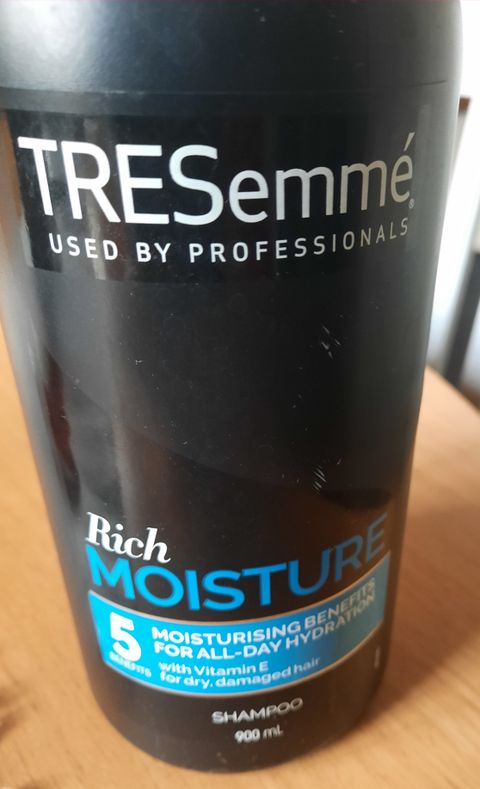 TRESemmé®
USED BY PROFESSIONALS
Rich
MOISTURE
5
BENEFITS
MOISTURISING BENEFITS
FOR ALL-DAY HYDRATION
with Vitamin E
for dry, damaged hair
SHAMPOO
900 mL